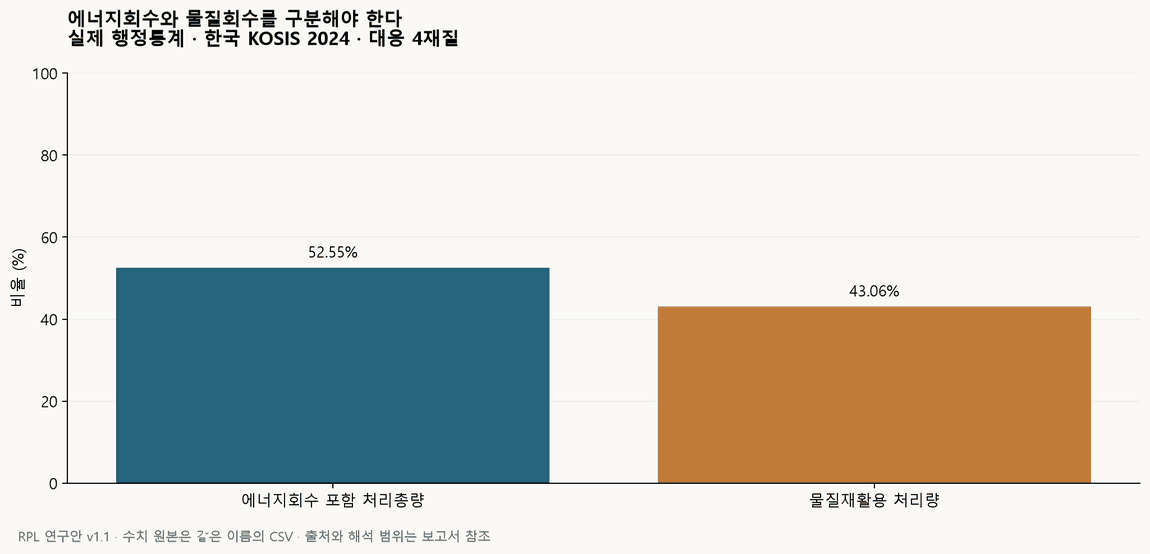 에너지회수와 물질회수를 구분해야 한다
실제 행정통계 · 한국 KOSIS 2024 · 대응 4재질
100
80
60
40
20
0
비율 (%)
52.55%
43.06%
에너지회수 포함 처리총량
물질재활용 처리량
RPL 연구안 v1.1 · 수치 원본은 같은 이름의 CSV · 출처와 해석 범위는 보고서 참조